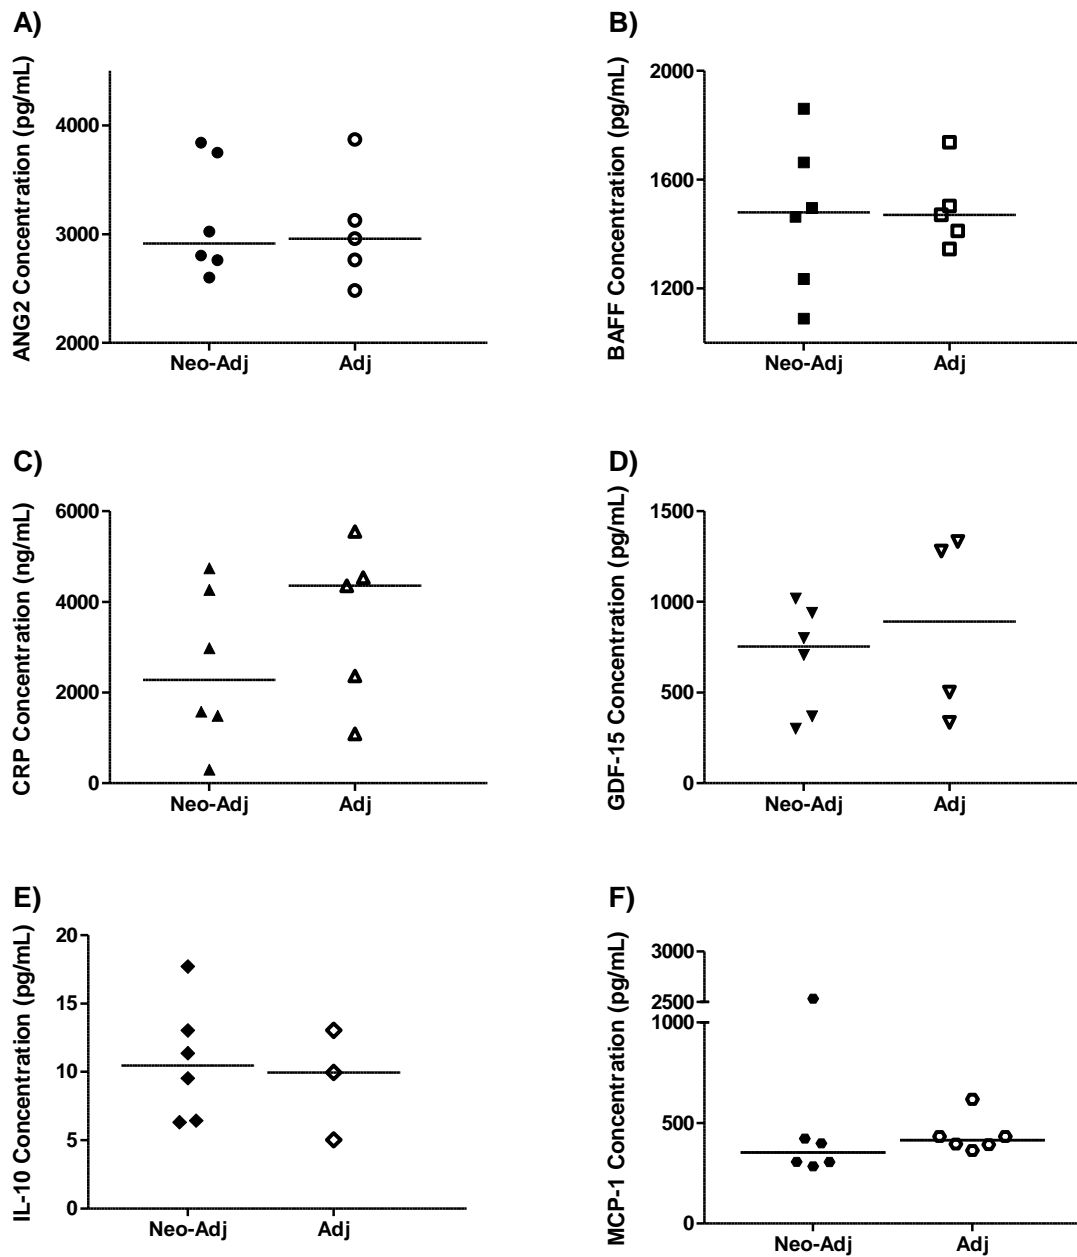 A)
ANG2 Concentration (pg/mL)
4000
3000
2000
Neo-Adj Adj
B)
BAFF Concentration (pg/mL)
2000
1600
1200
Neo-Adj Adj
C)
CRP Concentration (ng/mL)
6000
4000
2000
0
Neo-Adj Adj
D)
GDF-15 Concentration (pg/mL)
1500
1000
500
0
Neo-Adj Adj
E)
IL-10 Concentration (pg/mL)
20
15
10
5
0
Neo-Adj Adj
F)
MCP-1 Concentration (pg/mL)
3000
2500
1000
500
0
Neo-Adj Adj